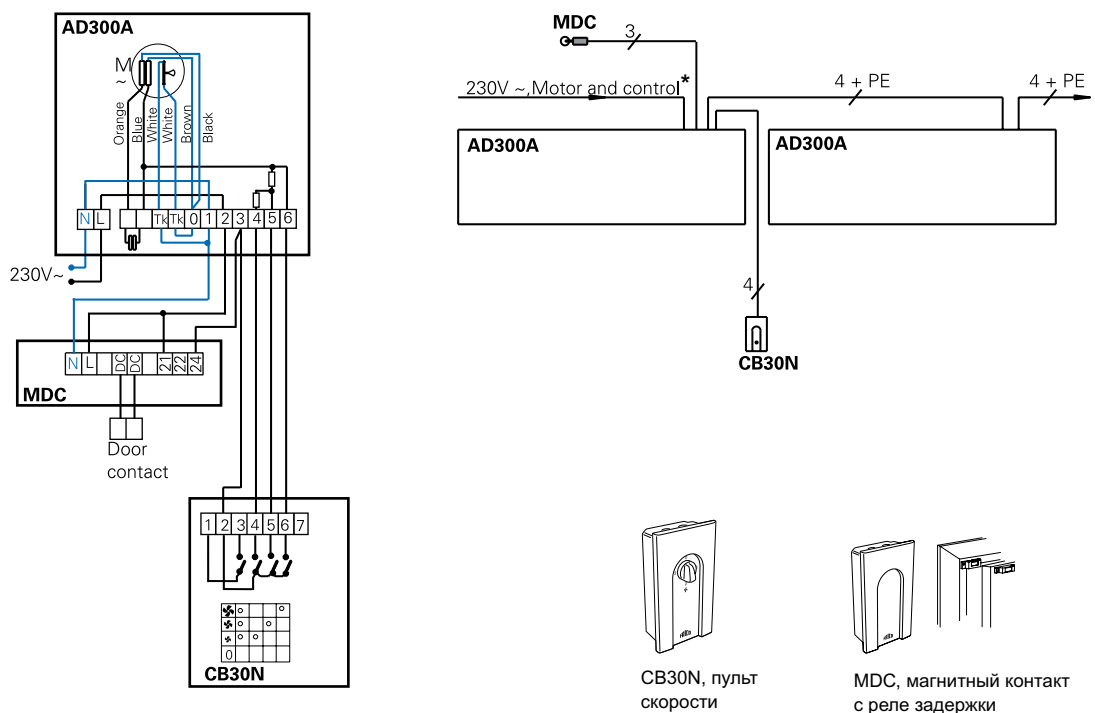 AD300A
M
~
Orange
Blue
White
White
Brown
Black
N L Tk Tk 0 1 2 3 4 5 6
230V~
N L DC DC 21 22 24
MDC
Door
contact
1 2 3 4 5 6 7
0
CB30N
MDC
3
230V ~,Motor and control*
4 + PE
4 + PE
AD300A
AD300A
4
CB30N
CB30N, пульт
скорости
MDC, магнитный контакт
с реле задержки